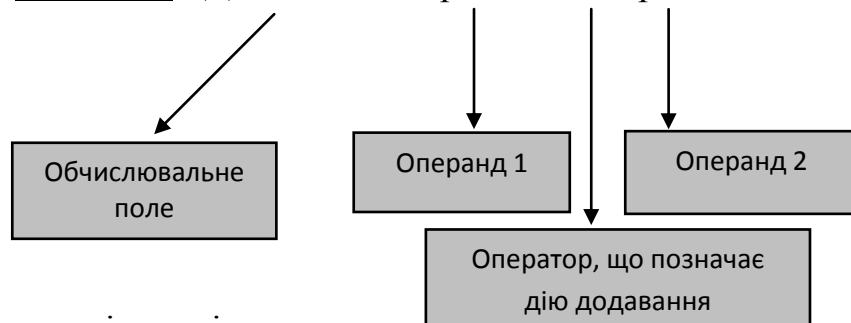 Обчислювальне
поле
Операнд 1
Операнд 2
Оператор, що позначає
дію додавання